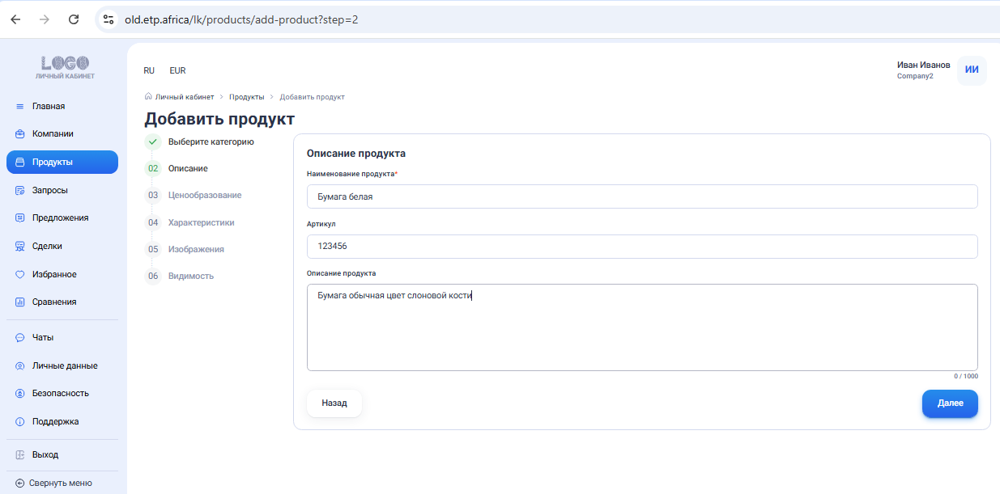 old.etp.africa/lk/products/add-product?step=2
LOGO
ЛИЧНЫЙ КАБИНЕТ
Главная
Компании
Продукты
Запросы
Предложения
Сделки
Избранное
Сравнения
Чаты
Личные данные
Безопасность
Поддержка
Выход
Свернуть меню
RU EUR
Иван Иванов
Company2
ИИ
Личный кабинет > Продукты > Добавить продукт
Добавить продукт
Выберите категорию
02 Описание
03 Ценообразование
04 Характеристики
05 Изображения
06 Видимость
Описание продукта
Наименование продукта*
Бумага белая
Артикул
123456
Описание продукта
Бумага обычная цвет слоновой кости
0 / 1000
Назад
Далее